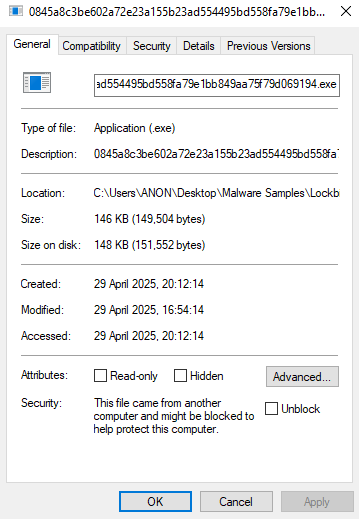 0845a8c3be602a72e23a155b23ad554495bd558fa79e1bb...
General Compatibility Security Details Previous Versions
ad554495bd558fa79e1bb849aa75f79d069194.exe
Type of file: Application (.exe)
Description: 0845a8c3be602a72e23a155b23ad554495bd558fa7
Location: C:\Users\ANON\Desktop\Malware Samples\Lockb
Size: 146 KB (149,504 bytes)
Size on disk: 148 KB (151,552 bytes)
Created: 29 April 2025, 20:12:14
Modified: 29 April 2025, 16:54:14
Accessed: 29 April 2025, 20:12:14
Attributes: Read-only Hidden Advanced...
Security: This file came from another
computer and might be blocked to
help protect this computer.
Unblock
OK Cancel Apply